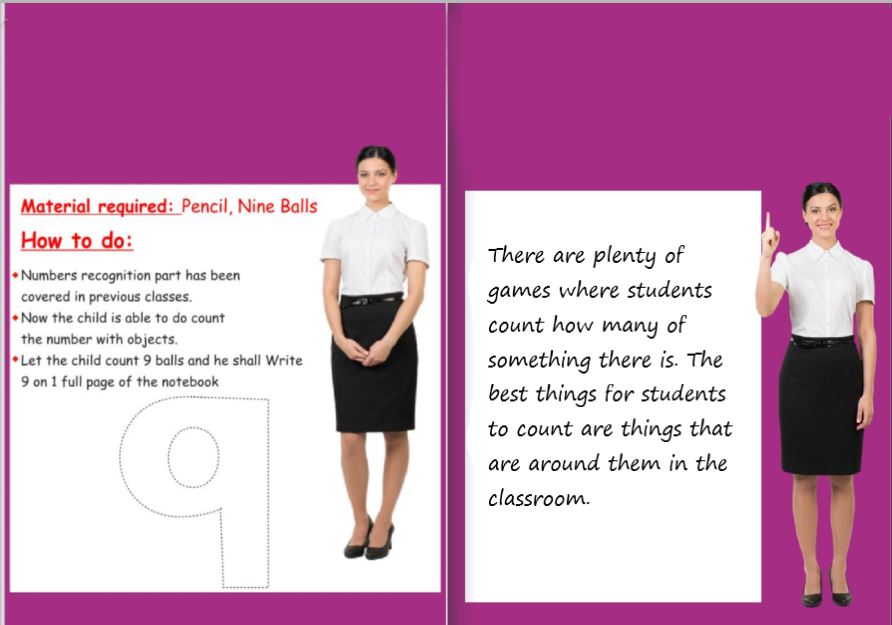 Material required: Pencil, Nine Balls
How to do:
Numbers recognition part has been
covered in previous classes.
Now the child is able to do count
the number with objects.
Let the child count 9 balls and he shall Write
9 on 1 full page of the notebook
9
There are plenty of
games where students
count how many of
something there is. The
best things for students
to count are things that
are around them in the
classroom.